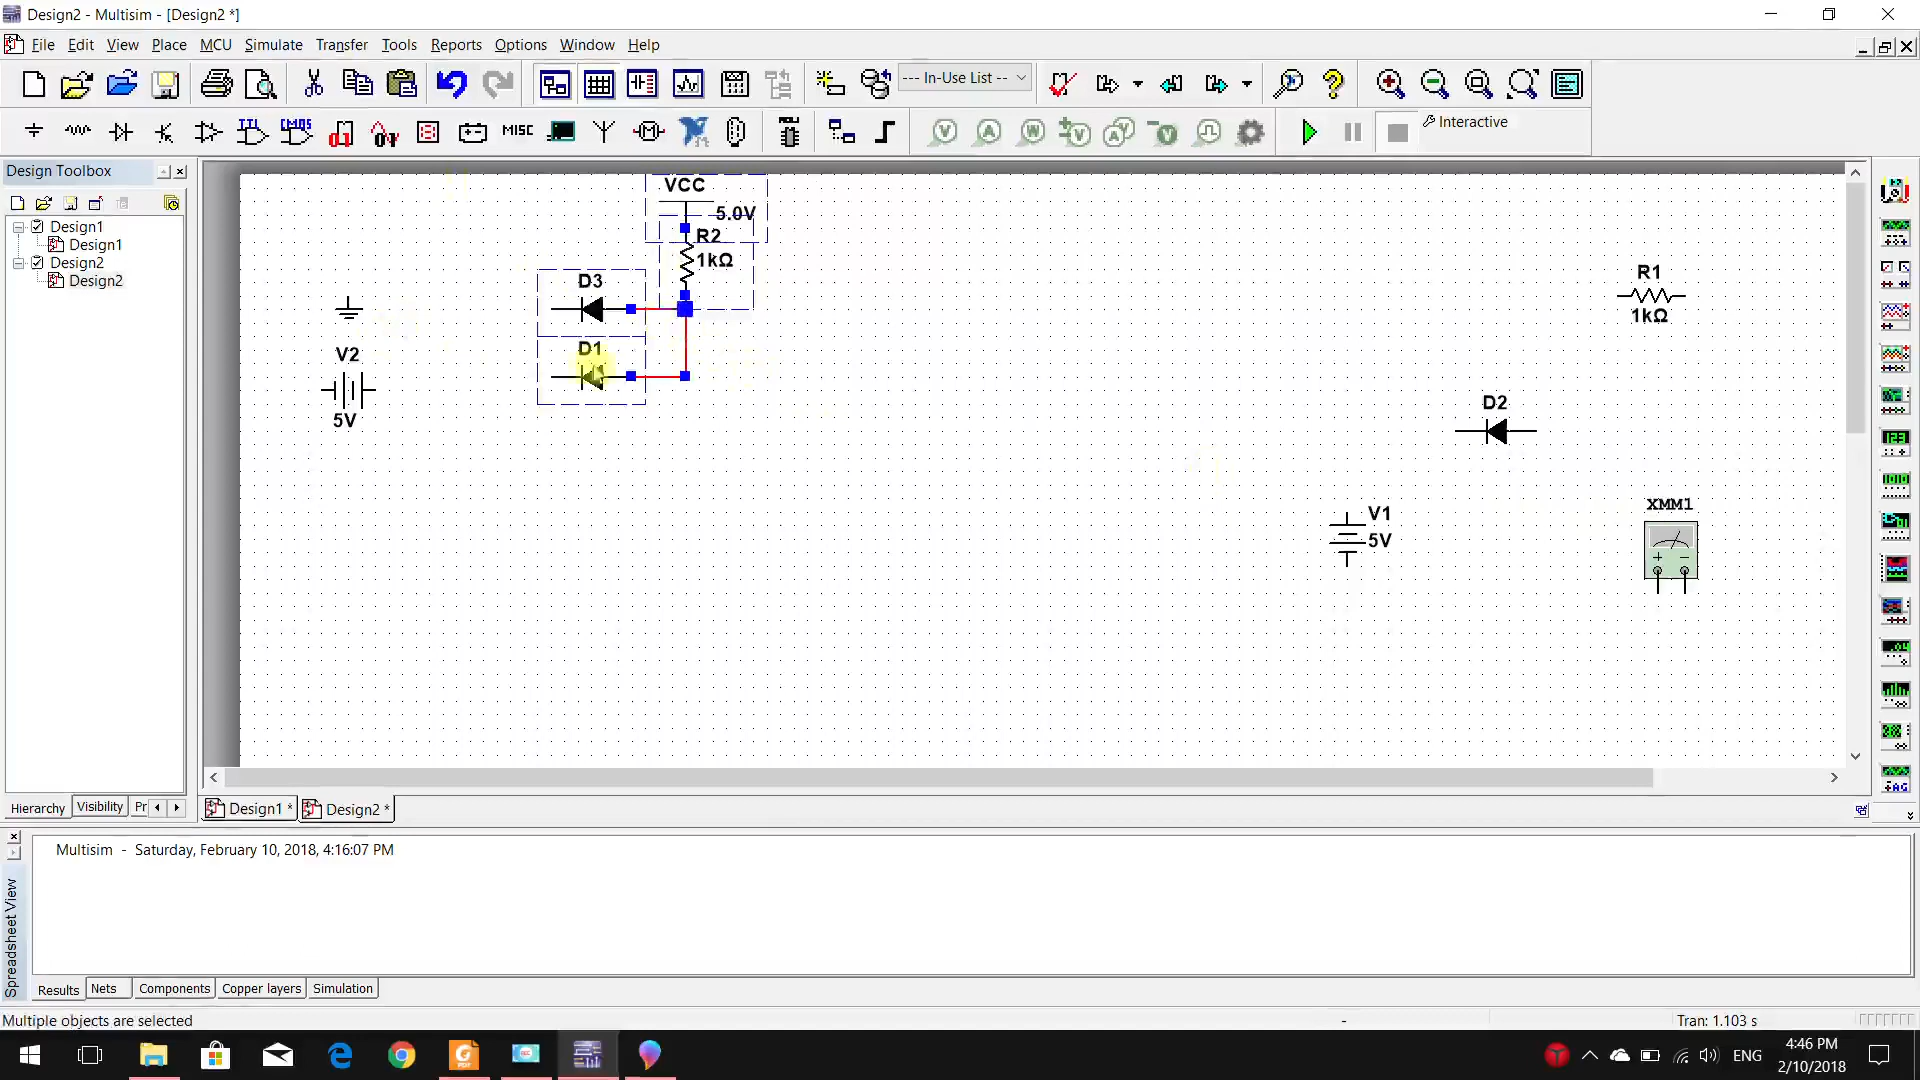 Design2 - Multisim - [Design2 *]
File Edit View Place MCU Simulate Transfer Tools Reports Options Window Help
--- In-Use List --
TTL CMOS MISC Interactive
Design Toolbox
Design1
Design1
Design2
Design2
VCC
5.0V
R2
1kΩ
D3
D1
V2
5V
R1
1kΩ
D2
V1
5V
XMM1
Hierarchy Visibility Pr
Design1 * Design2 *
Spreadsheet View
Multisim - Saturday, February 10, 2018, 4:16:07 PM
Results Nets Components Copper layers Simulation
Multiple objects are selected - Tran: 1.103 s
ENG
4:46 PM
2/10/2018